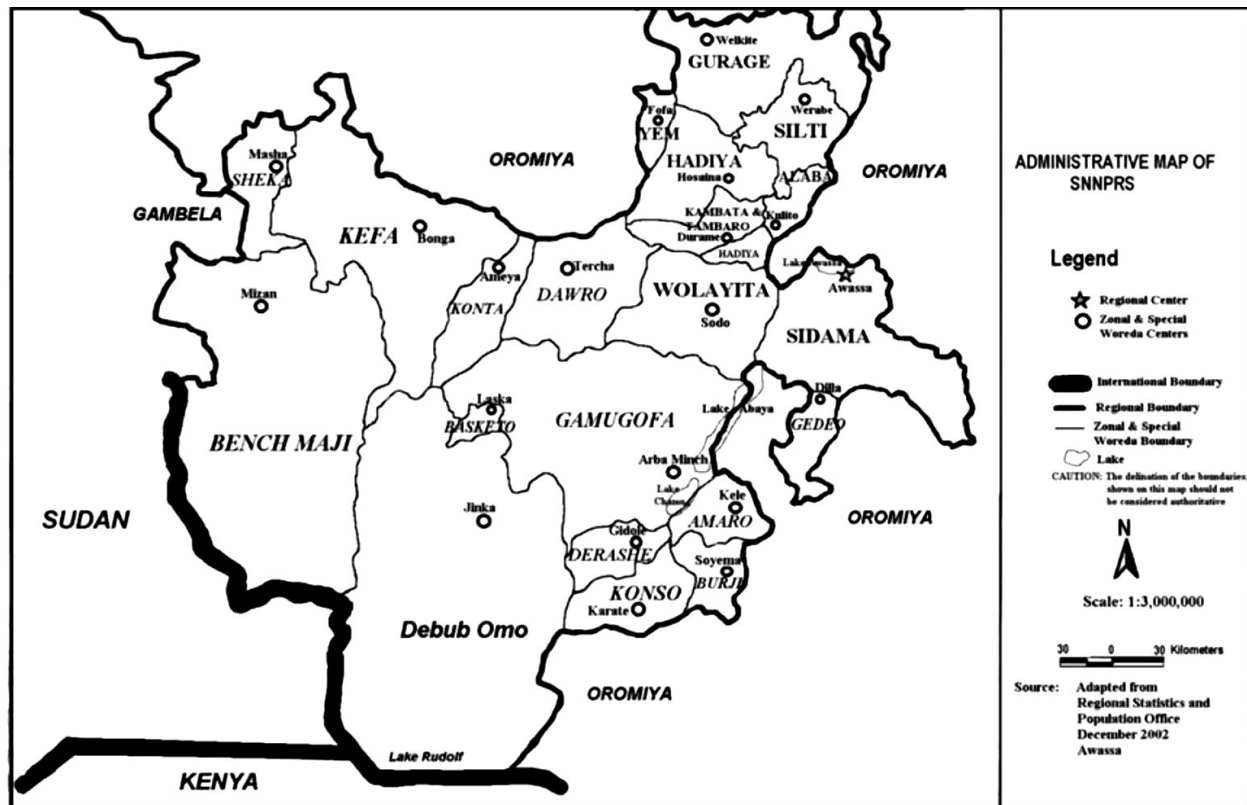 Welkite
GURAGE
Fofa
YEM
Werabe
SILTI
Masha
SHEKA
OROMIYA
HADIYA
Hosaina
ALABA
OROMIYA
GAMBELA
KEFA
Bonga
KAMBATA &
TAMBARO
Kulito
Durame
HADIYA
Ameya
KONTA
Tercha
DAWRO
WOLAYITA
Sodo
Awassa
SIDAMA
Mizan
BENCH MAJI
Laska
BASKETO
GAMUGOFA
Lake Abaya
Dilla
GEDEO
Arba Minch
Lake
Kele
AMARO
SUDAN
Jinka
Gidole
DERASHE
Soyema
BURJI
OROMIYA
KONSO
Karate
Debub Omo
OROMIYA
Lake Rudolf
KENYA
ADMINISTRATIVE MAP OF
SNNPRS
Legend
Regional Center
Zonal & Special
Woreda Centers
International Boundary
Regional Boundary
Zonal & Special
Woreda Boundary
Lake
CAUTION: The delination of the boundaries,
shown on this map should not
be considered authoritative
N
Scale: 1:3,000,000
30 0 30 Kilometers
Source: Adapted from
Regional Statistics and
Population Office
December 2002
Awassa